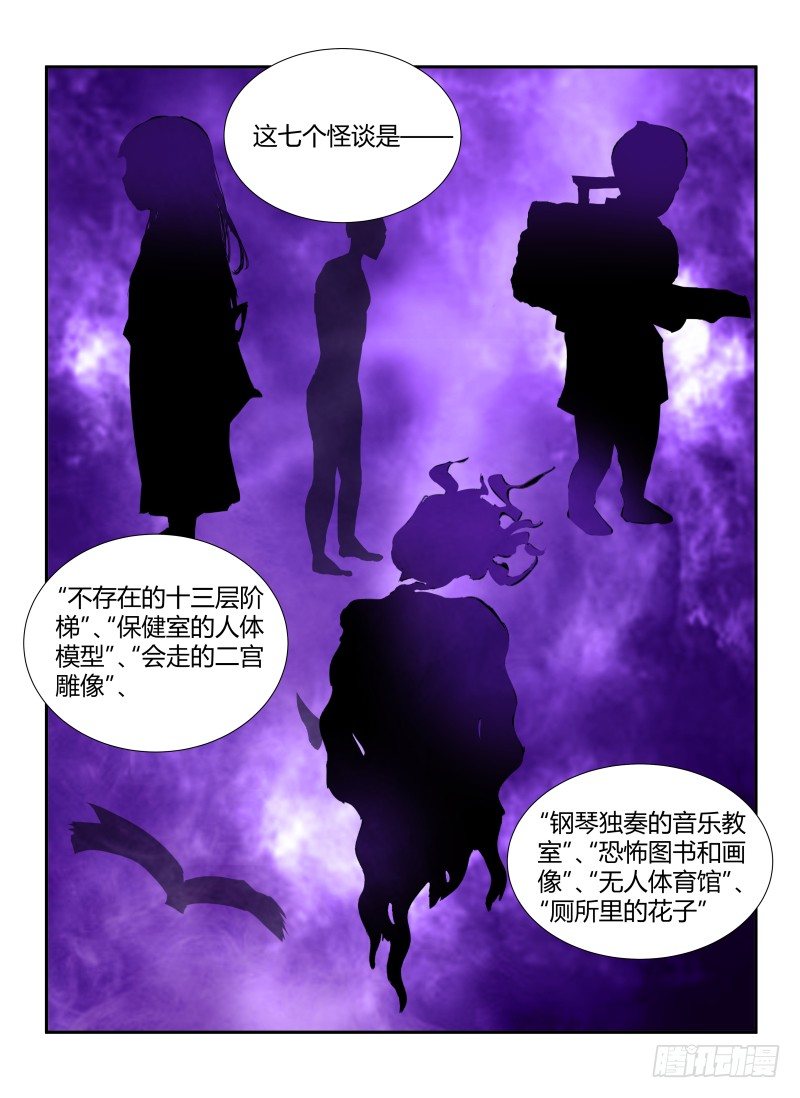 这七个怪谈是——
“不存在的十三层阶
梯”、“保健室的人体
模型”、“会走的二宫
雕像”、
“钢琴独奏的音乐教
室”、“恐怖图书和画
像”、“无人体育馆”、
“厕所里的花子”
腾讯动漫